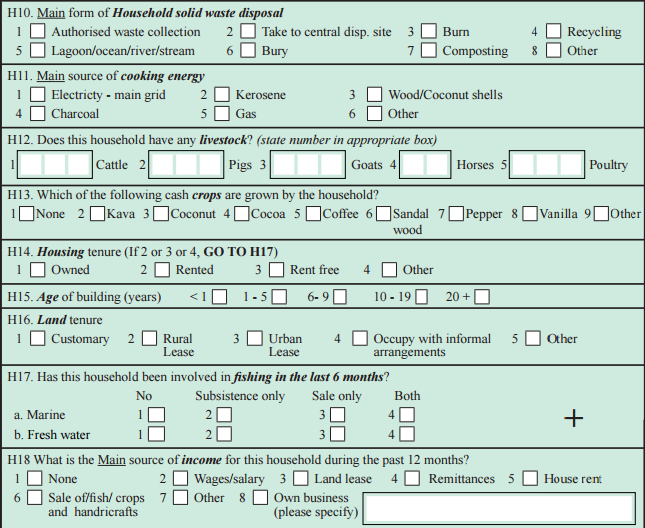 H10. Main form of Household solid waste disposal
1 Authorised waste collection 2 Take to central disp. site 3 Burn 4 Recycling
5 Lagoon/ocean/river/stream 6 Bury 7 Composting 8 Other
H11. Main source of cooking energy
1 Electricty - main grid 2 Kerosene 3 Wood/Coconut shells
4 Charcoal 5 Gas 6 Other
H12. Does this household have any livestock? (state number in appropriate box)
1 Cattle 2 Pigs 3 Goats 4 Horses 5 Poultry
H13. Which of the following cash crops are grown by the household?
1 None 2 Kava 3 Coconut 4 Cocoa 5 Coffee 6 Sandal 7 Pepper 8 Vanilla 9 Other
wood
H14. Housing tenure (If 2 or 3 or 4, GO TO H17)
1 Owned 2 Rented 3 Rent free 4 Other
H15. Age of building (years) < 1 1 - 5 6- 9 10 - 19 20 +
H16. Land tenure
1 Customary 2 Rural 3 Urban 4 Occupy with informal 5 Other
Lease Lease arrangements
H17. Has this household been involved in fishing in the last 6 months?
No Subsistence only Sale only Both
a. Marine 1 2 3 4
b. Fresh water 1 2 3 4
+
H18 What is the Main source of income for this household during the past 12 months?
1 None 2 Wages/salary 3 Land lease 4 Remittances 5 House rent
6 Sale of/fish/ crops 7 Other 8 Own business
and handricrafts (please specify)